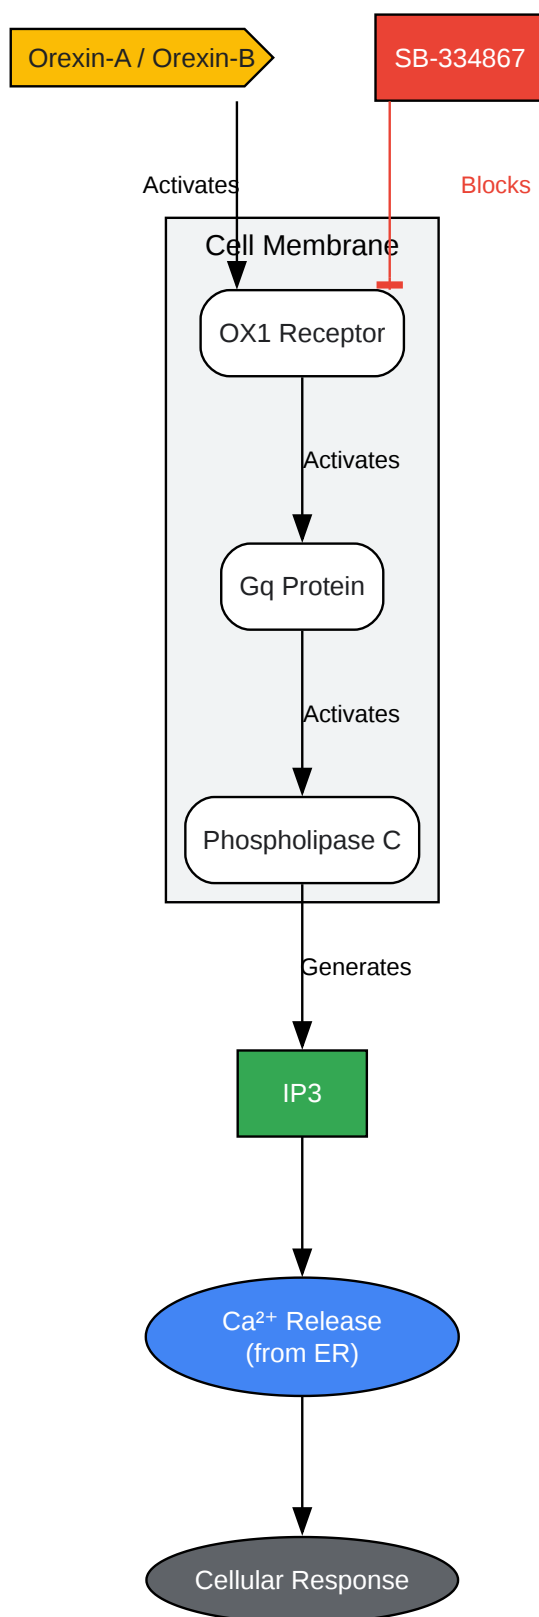 Orexin-A / Orexin-B
SB-334867
Activates
Blocks
Cell Membrane
OX1 Receptor
Activates
Gq Protein
Activates
Phospholipase C
Generates
IP3
Ca²⁺ Release
(from ER)
Cellular Response